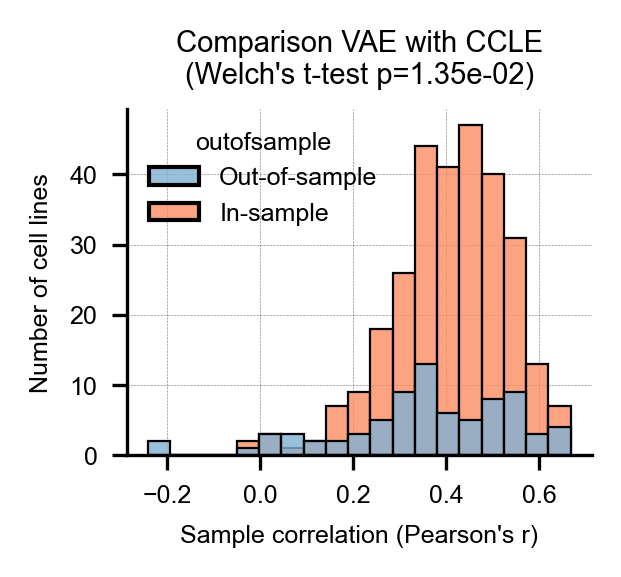 Comparison VAE with CCLE
(Welch's t-test p=1.35e-02)
outofsample
Out-of-sample
In-sample
Number of cell lines
40
30
20
10
0
−0.2
0.0
0.2
0.4
0.6
Sample correlation (Pearson's r)